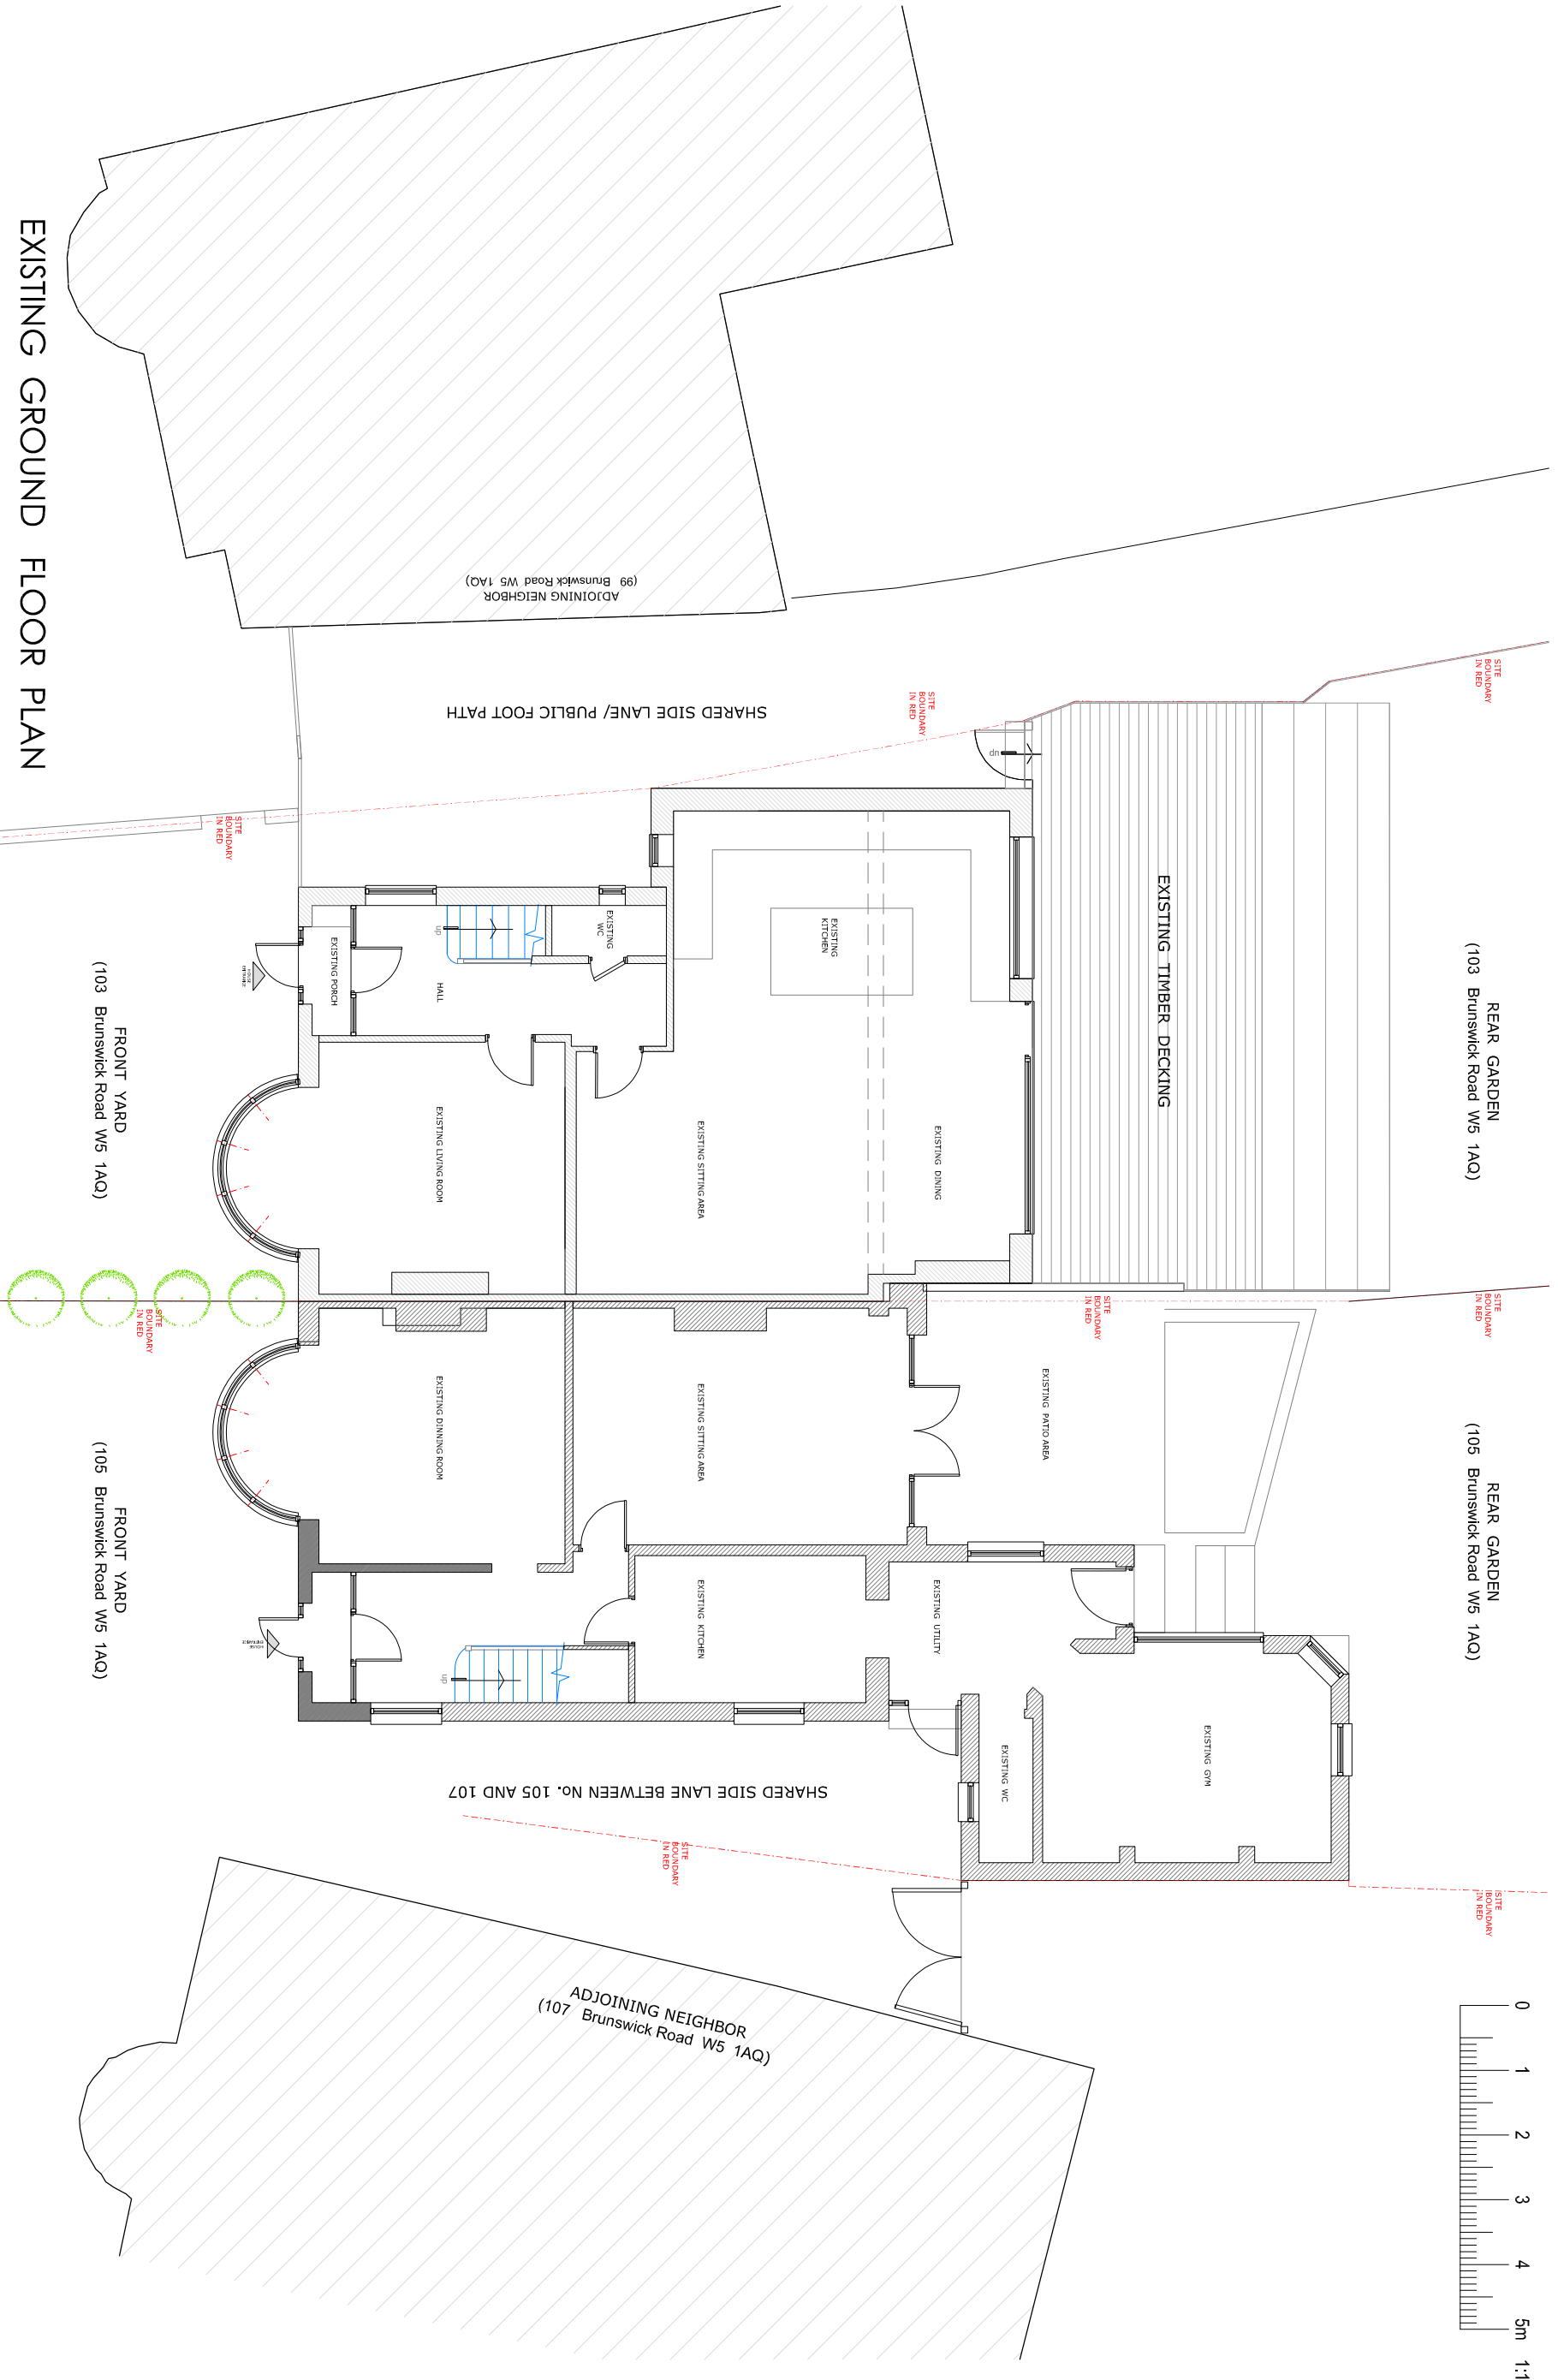 EXISTING GROUND FLOOR PLAN
ADJOINING NEIGHBOR
(99 Brunswick Road W5 1AQ)
SHARED SIDE LANE/ PUBLIC FOOT PATH
SITE
BOUNDARY
IN RED
SITE
BOUNDARY
IN RED
SITE
BOUNDARY
IN RED
REAR GARDEN
(103 Brunswick Road W5 1AQ)
EXISTING TIMBER DECKING
up
EXISTING
KITCHEN
EXISTING DINING
EXISTING SITTING AREA
EXISTING
WC
up
HALL
EXISTING PORCH
HOUSE
ENTRANCE
EXISTING LIVING ROOM
FRONT YARD
(103 Brunswick Road W5 1AQ)
SITE
BOUNDARY
IN RED
SITE
BOUNDARY
IN RED
SITE
BOUNDARY
IN RED
REAR GARDEN
(105 Brunswick Road W5 1AQ)
EXISTING PATIO AREA
EXISTING SITTING AREA
EXISTING DINNING ROOM
FRONT YARD
(105 Brunswick Road W5 1AQ)
EXISTING UTILITY
EXISTING KITCHEN
up
HOUSE
ENTRANCE
EXISTING GYM
EXISTING WC
SHARED SIDE LANE BETWEEN No. 105 AND 107
SITE
BOUNDARY
IN RED
SITE
BOUNDARY
IN RED
ADJOINING NEIGHBOR
(107 Brunswick Road W5 1AQ)
0 1 2 3 4 5m 1:1